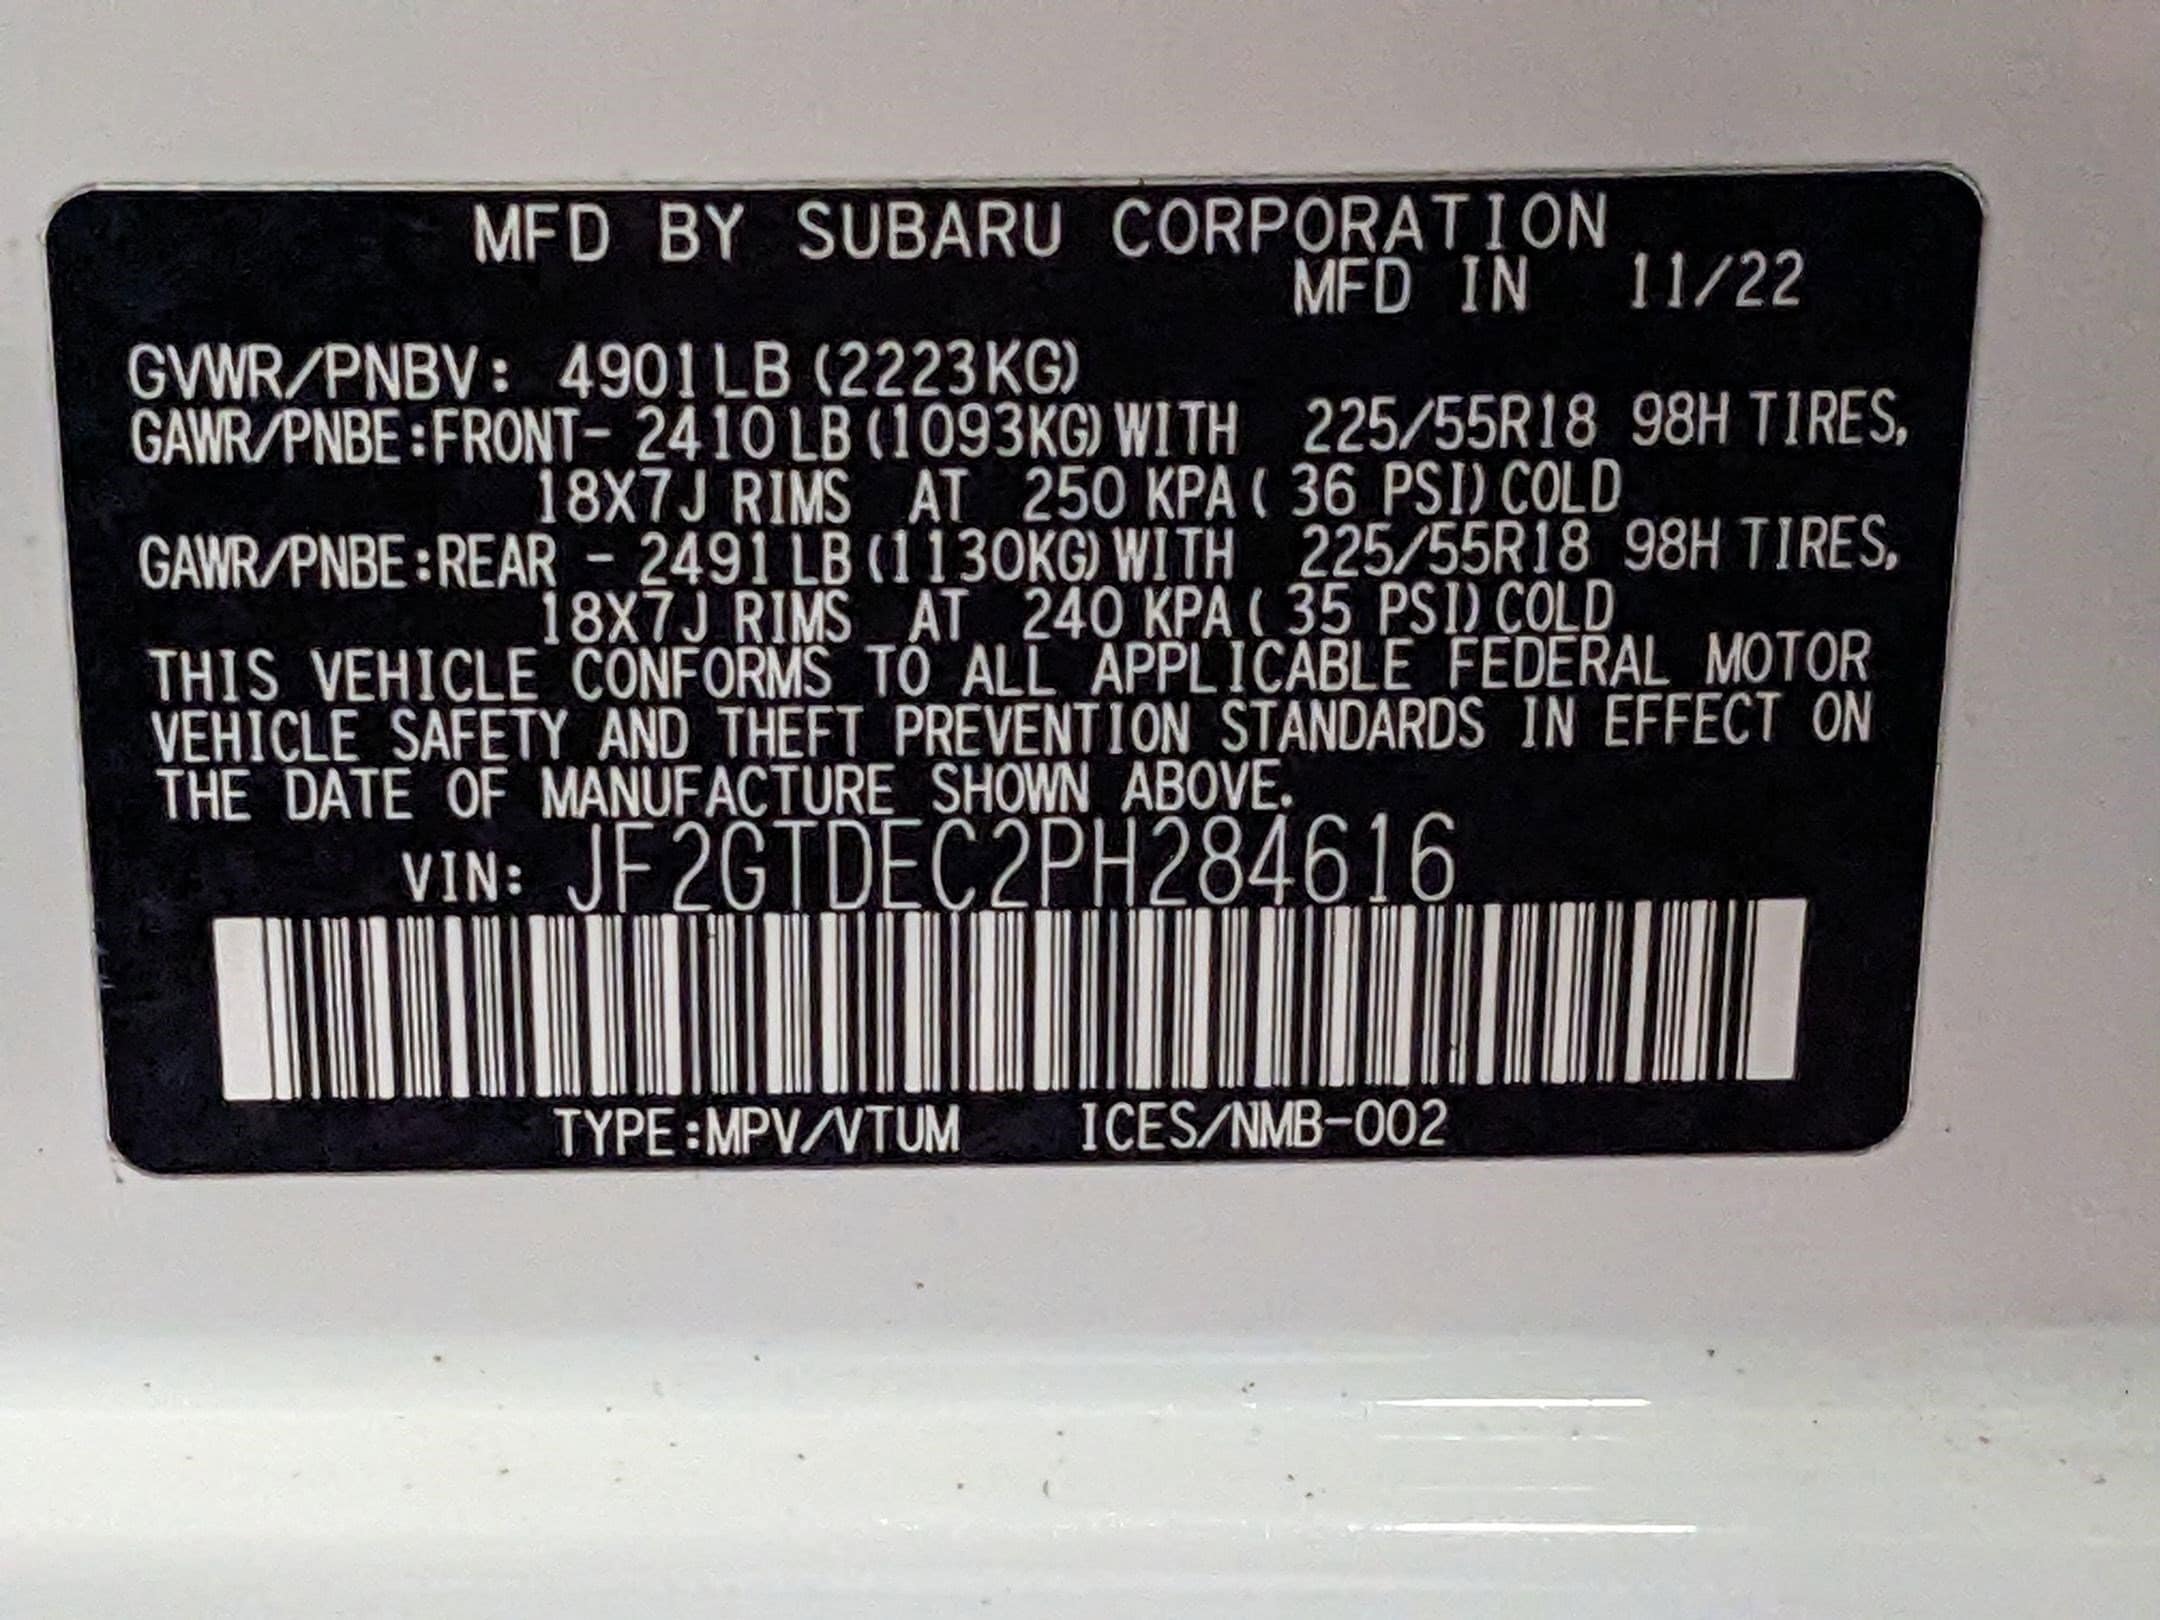 MFD BY SUBARU CORPORATION
MFD IN 11/22
GVWR/PNBV: 4901LB (2223KG)
GAWR/PNBE:FRONT- 2410LB(1093KG)WITH 225/55R18 98H TIRES,
18X7J RIMS AT 250 KPA( 36 PSI)COLD
GAWR/PNBE:REAR - 2491LB(1130KG)WITH 225/55R18 98H TIRES,
18X7J RIMS AT 240 KPA( 35 PSI)COLD
THIS VEHICLE CONFORMS TO ALL APPLICABLE FEDERAL MOTOR
VEHICLE SAFETY AND THEFT PREVENTION STANDARDS IN EFFECT ON
THE DATE OF MANUFACTURE SHOWN ABOVE.
VIN: JF2GTDEC2PH284616
TYPE:MPV/VTUM ICES/NMB-002